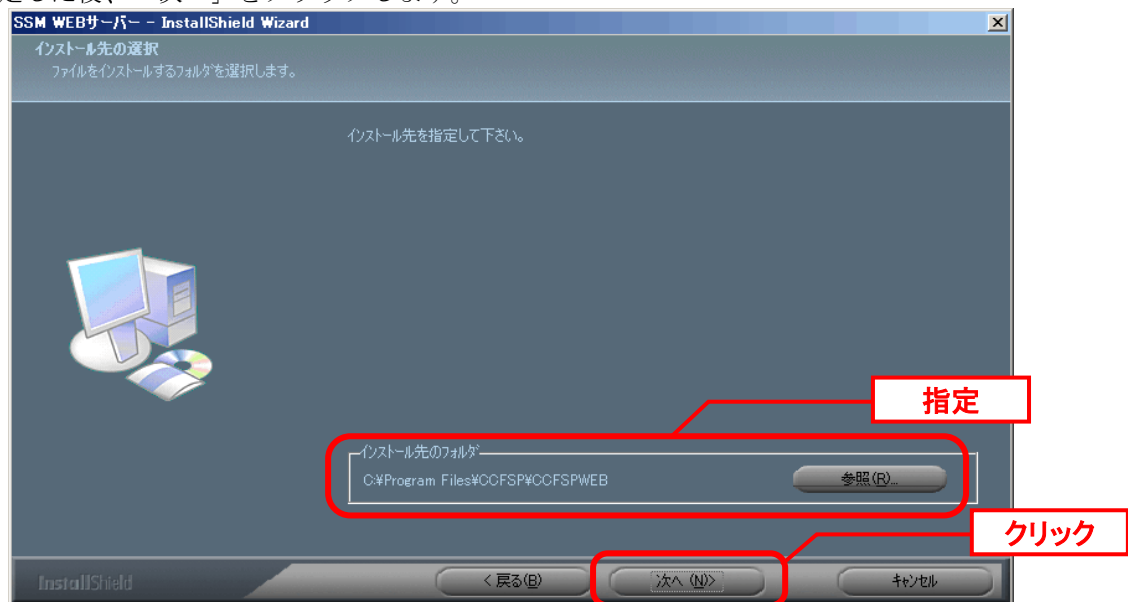 SSM WEBサーバー - InstallShield Wizard
インストール先の選択
ファイルをインストールするフォルダを選択します。
インストール先を指定して下さい。
指定
インストール先のフォルダ
C:¥Program Files¥CCFSP¥CCFSPWEB
参照(R)...
クリック
InstallShield
< 戻る(B)
次へ (N)>
キャンセル